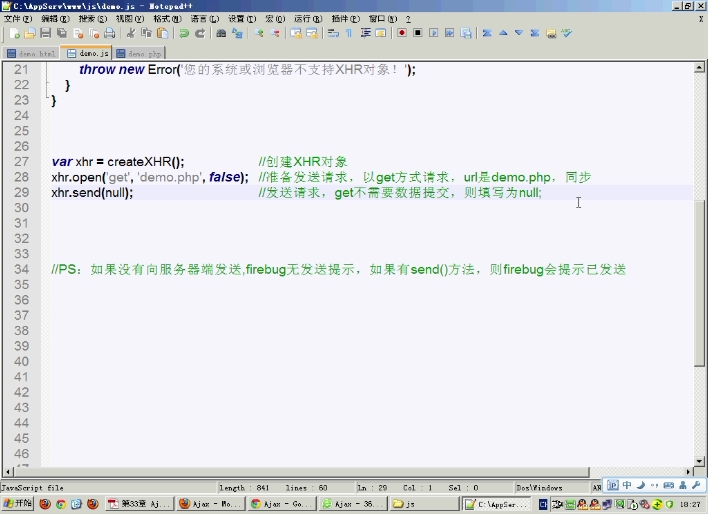 C:\AppServ\www\js\demo.js - Notepad++
文件(F) 编辑(E) 搜索(S) 视图(V) 格式(M) 语言(L) 设置(T) 宏(O) 运行(R) 插件(P) 窗口(W) ? X
demo.html demo.js demo.php
21 throw new Error('您的系统或浏览器不支持XHR对象！');
22 }
23 }
24
25
26
27 var xhr = createXHR(); //创建XHR对象
28 xhr.open('get', 'demo.php', false); //准备发送请求，以get方式请求，url是demo.php，同步
29 xhr.send(null); //发送请求，get不需要数据提交，则填写为null;
30
31
32
33
34 //PS：如果没有向服务器端发送,firebug无发送提示，如果有send()方法，则firebug会提示已发送
35
36
37
38
39
40
41
42
43
44
45
46
JavaScript file length : 841 lines : 60 Ln : 29 Col : 1 Sel : 0 Dos\Windows
中
开始 第33章 Aj... Ajax - Mo... Ajax - Go... Ajax - 36... js C:\AppSer... 18:27